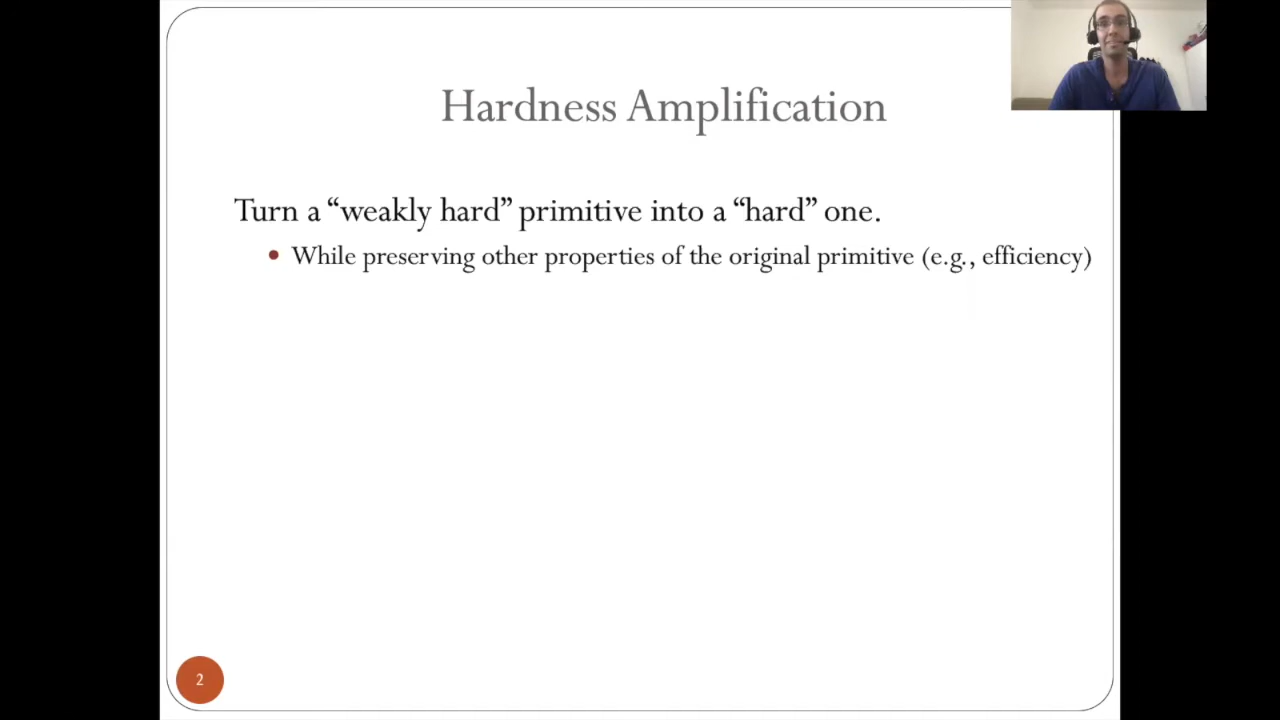 Hardness Amplification
Turn a “weakly hard” primitive into a “hard” one.
• While preserving other properties of the original primitive (e.g., efficiency)
2